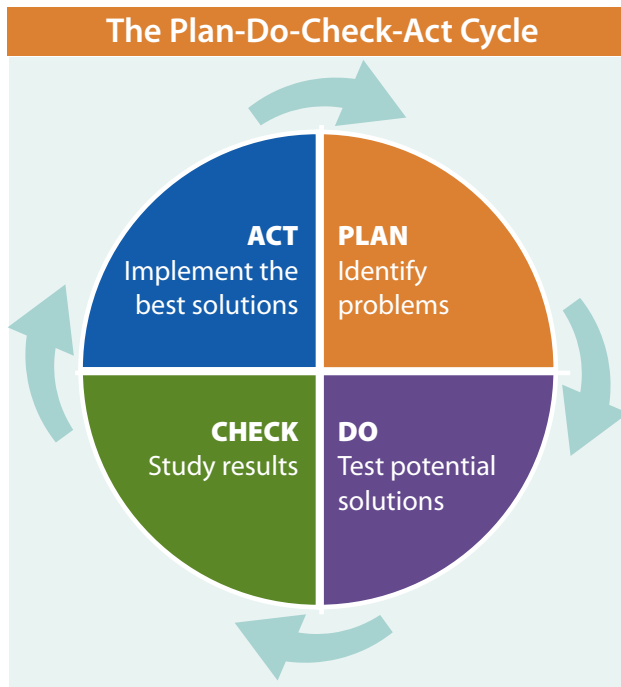 The Plan-Do-Check-Act Cycle
ACT
Implement the
best solutions
PLAN
Identify
problems
CHECK
Study results
DO
Test potential
solutions